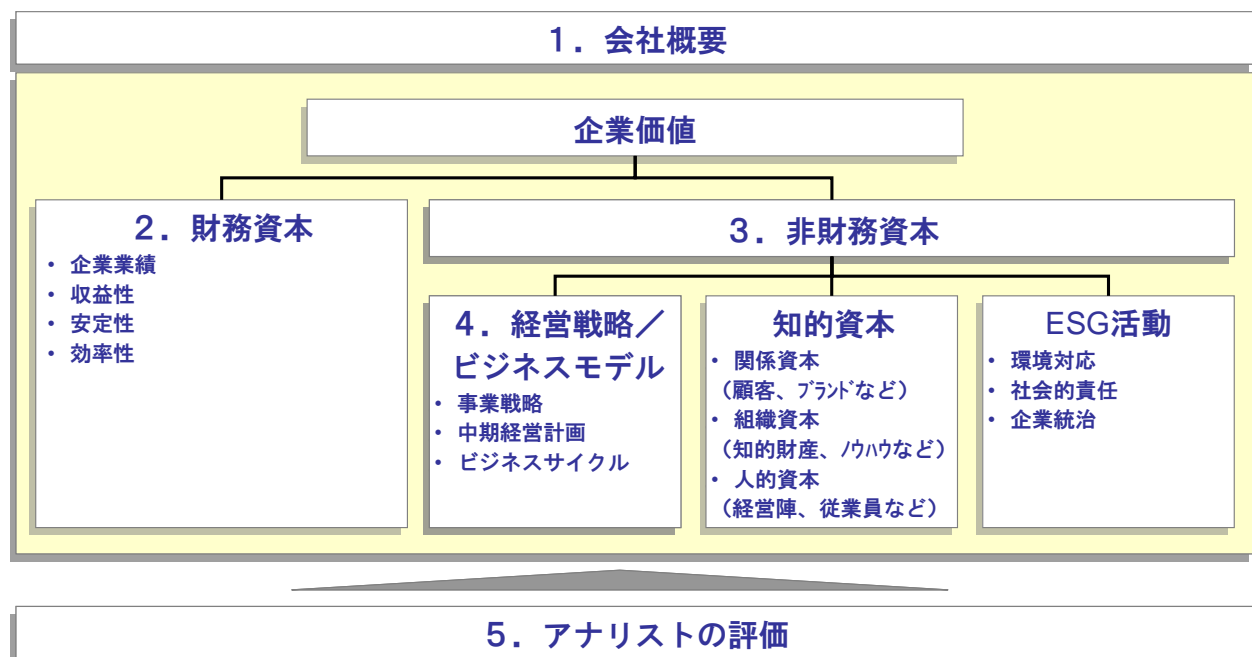 １．会社概要
企業価値
２．財務資本
・ 企業業績
・ 収益性
・ 安定性
・ 効率性
３．非財務資本
４．経営戦略／
ビジネスモデル
・ 事業戦略
・ 中期経営計画
・ ビジネスサイクル
知的資本
・ 関係資本
（顧客、ﾌﾞﾗﾝﾄﾞなど）
・ 組織資本
（知的財産、ﾉｳﾊｳなど）
・ 人的資本
（経営陣、従業員など）
ESG活動
・ 環境対応
・ 社会的責任
・ 企業統治
５．アナリストの評価